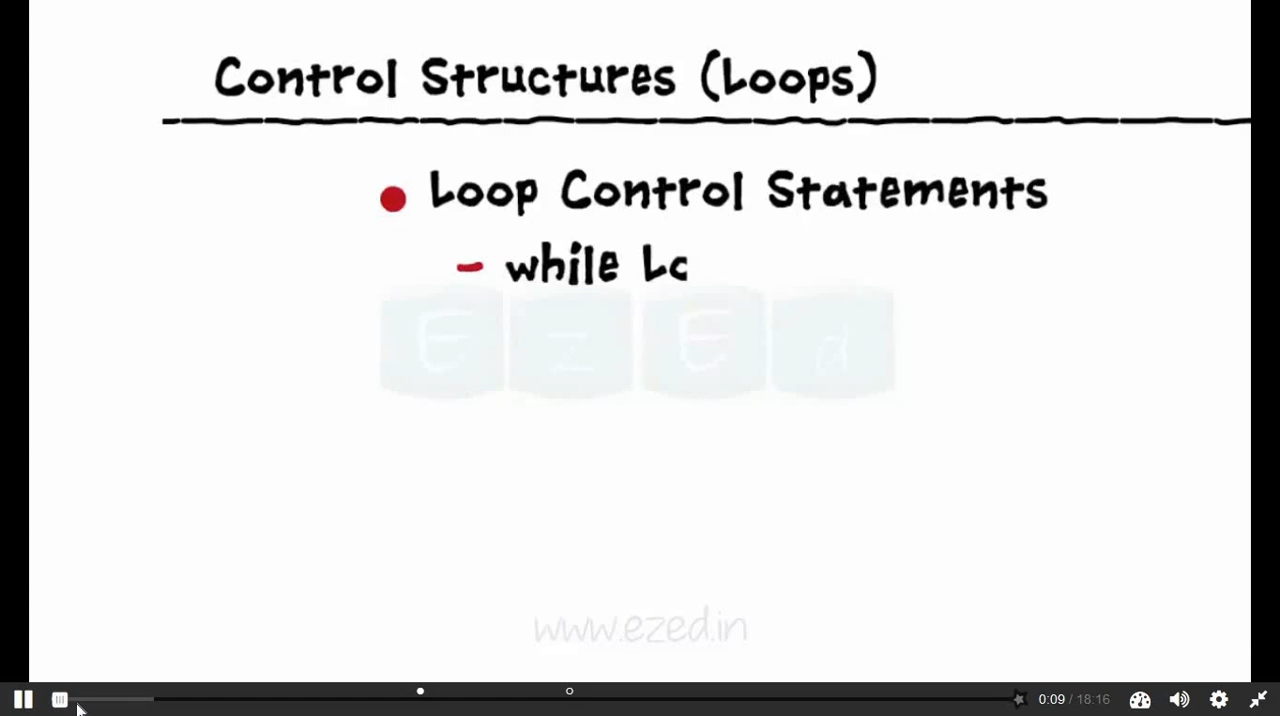 Control Structures (Loops)
Loop Control Statements
- while Lc
E z E d
www.ezed.in
0:09 / 18:16